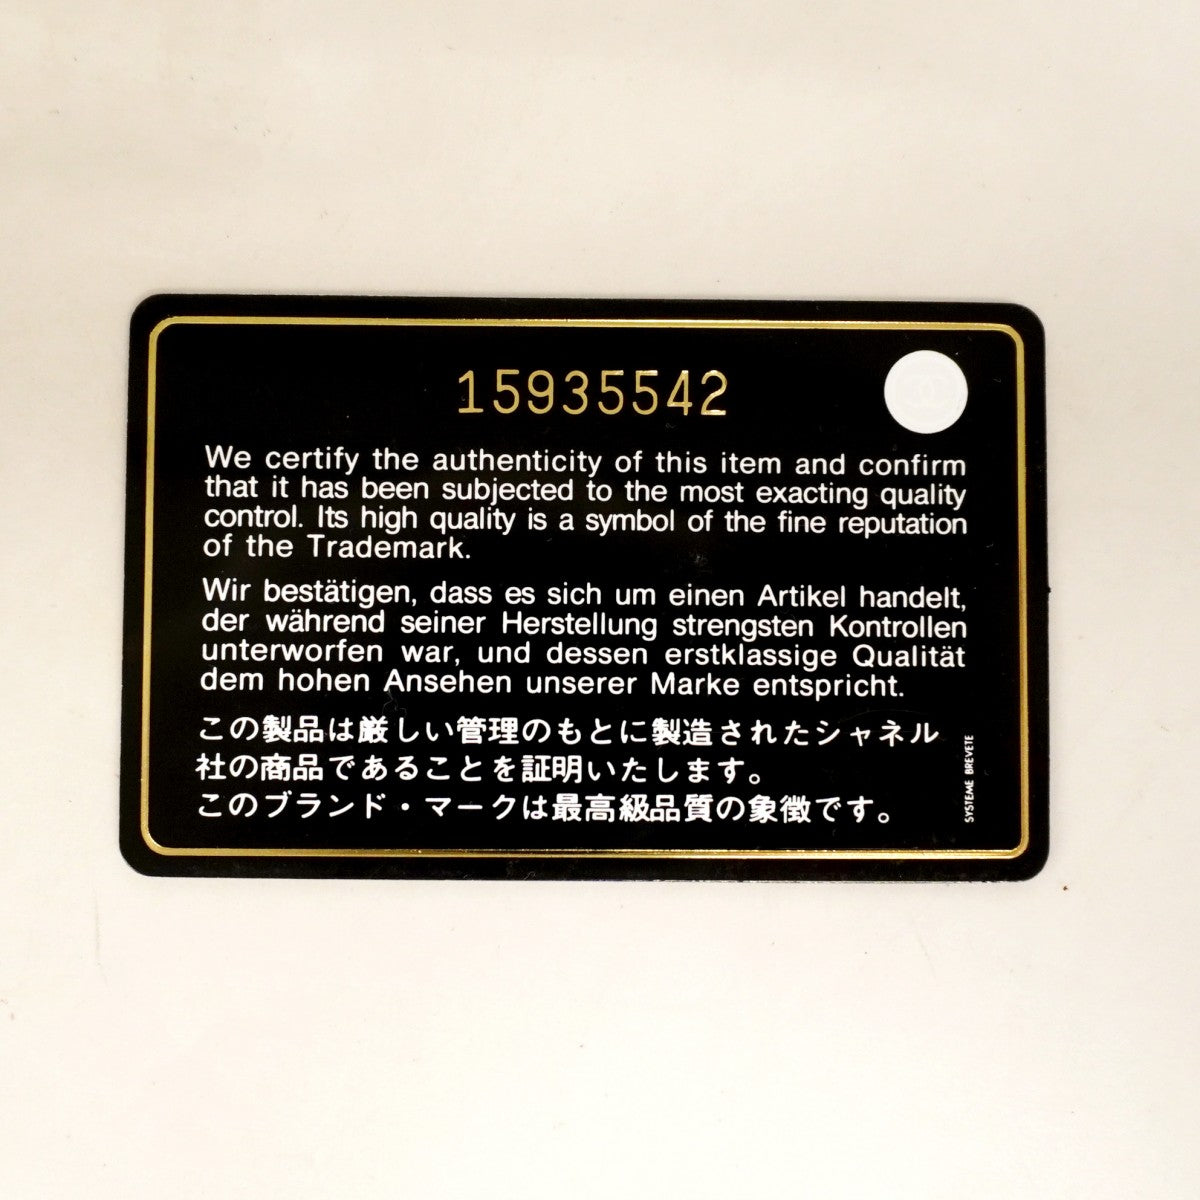 15935542
We certify the authenticity of this item and confirm
that it has been subjected to the most exacting quality
control. Its high quality is a symbol of the fine reputation
of the Trademark.
Wir bestätigen, dass es sich um einen Artikel handelt,
der während seiner Herstellung strengsten Kontrollen
unterworfen war, und dessen erstklassige Qualität
dem hohen Ansehen unserer Marke entspricht.
この製品は厳しい管理のもとに製造されたシャネル
社の商品であることを証明いたします。
このブランド・マークは最高級品質の象徴です。
SYSTEME BREVETE